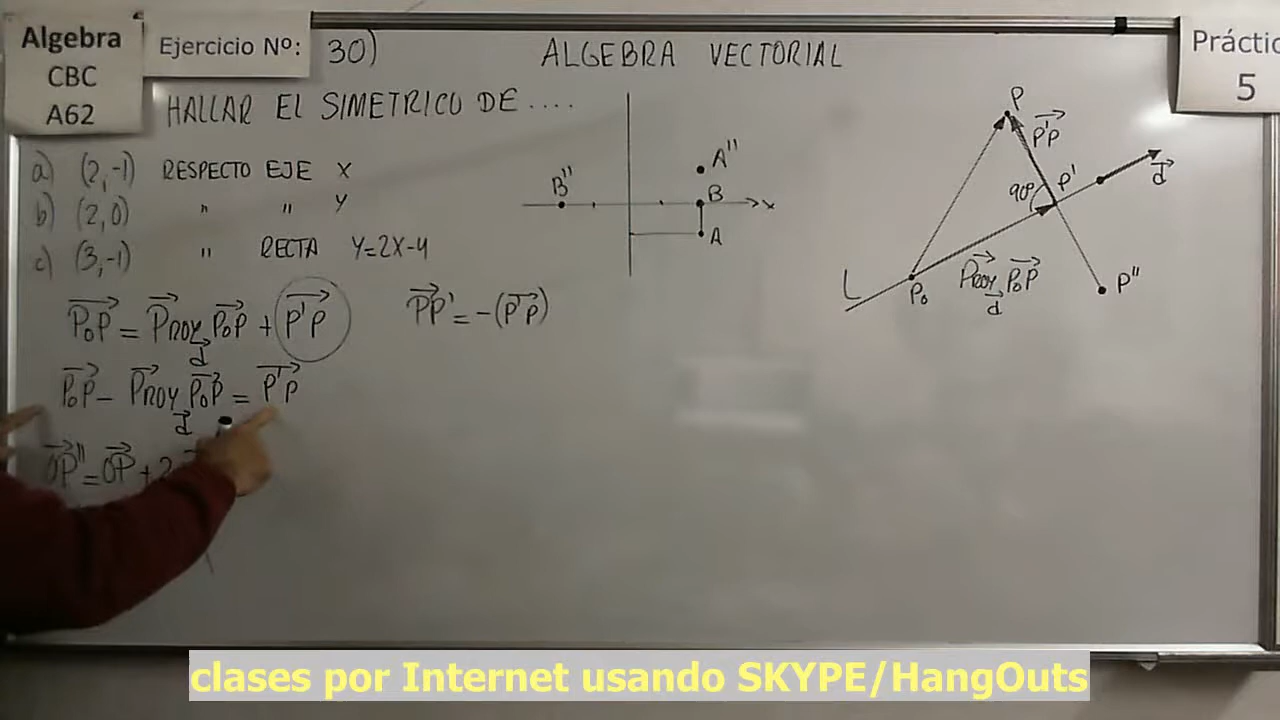 Algebra
CBC
A62
Ejercicio Nº:
30)
ALGEBRA VECTORIAL
Práctic
5
HALLAR EL SIMETRICO DE ....
a) (2,-1) RESPECTO EJE X
b) (2,0) " " Y
c) (3,-1) " RECTA Y=2X-4
B''
A''
B
x
A
P
P'P
90º
P'
d
L
P₀
Proy P₀P
d
P''
P₀P = Proy P₀P + P'P
d
PP' = -(P'P)
P₀P - Proy P₀P = P'P
d
OP'' = OP + 2
clases por Internet usando SKYPE/HangOuts